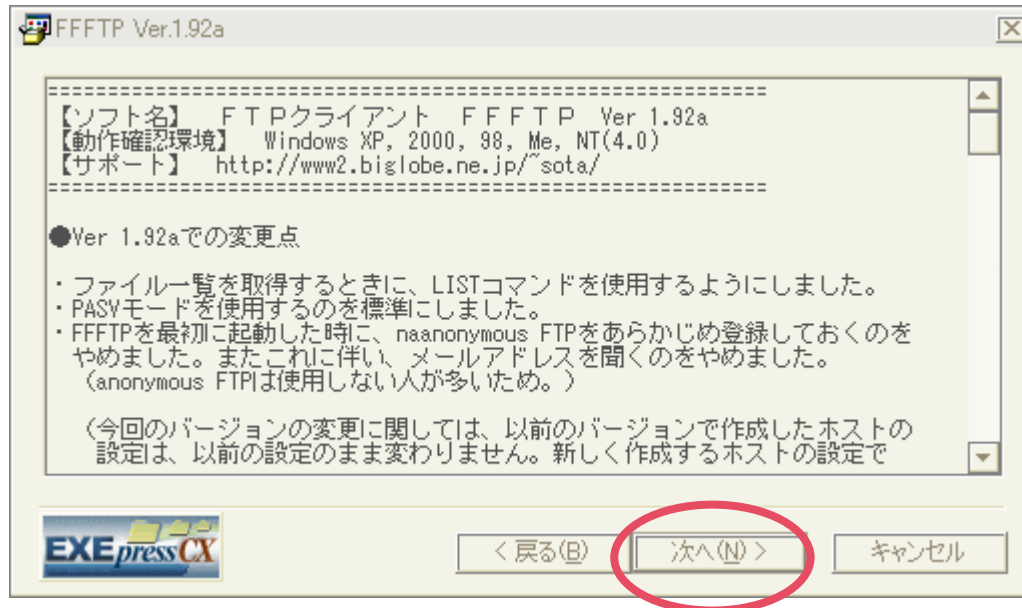 FFFTP Ver.1.92a
============================================================
【ソフト名】　ＦＴＰクライアント　ＦＦＦＴＰ　Ver 1.92a
【動作確認環境】　Windows XP, 2000, 98, Me, NT(4.0)
【サポート】　http://www2.biglobe.ne.jp/~sota/
============================================================
●Ver 1.92aでの変更点
・ファイル一覧を取得するときに、LISTコマンドを使用するようにしました。
・PASVモードを使用するのを標準にしました。
・FFFTPを最初に起動した時に、naanonymous FTPをあらかじめ登録しておくのを
やめました。またこれに伴い、メールアドレスを聞くのをやめました。
（anonymous FTPは使用しない人が多いため。）
（今回のバージョンの変更に関しては、以前のバージョンで作成したホストの
設定は、以前の設定のまま変わりません。新しく作成するホストの設定で
EXEpressCX
< 戻る(B)
次へ(N) >
キャンセル